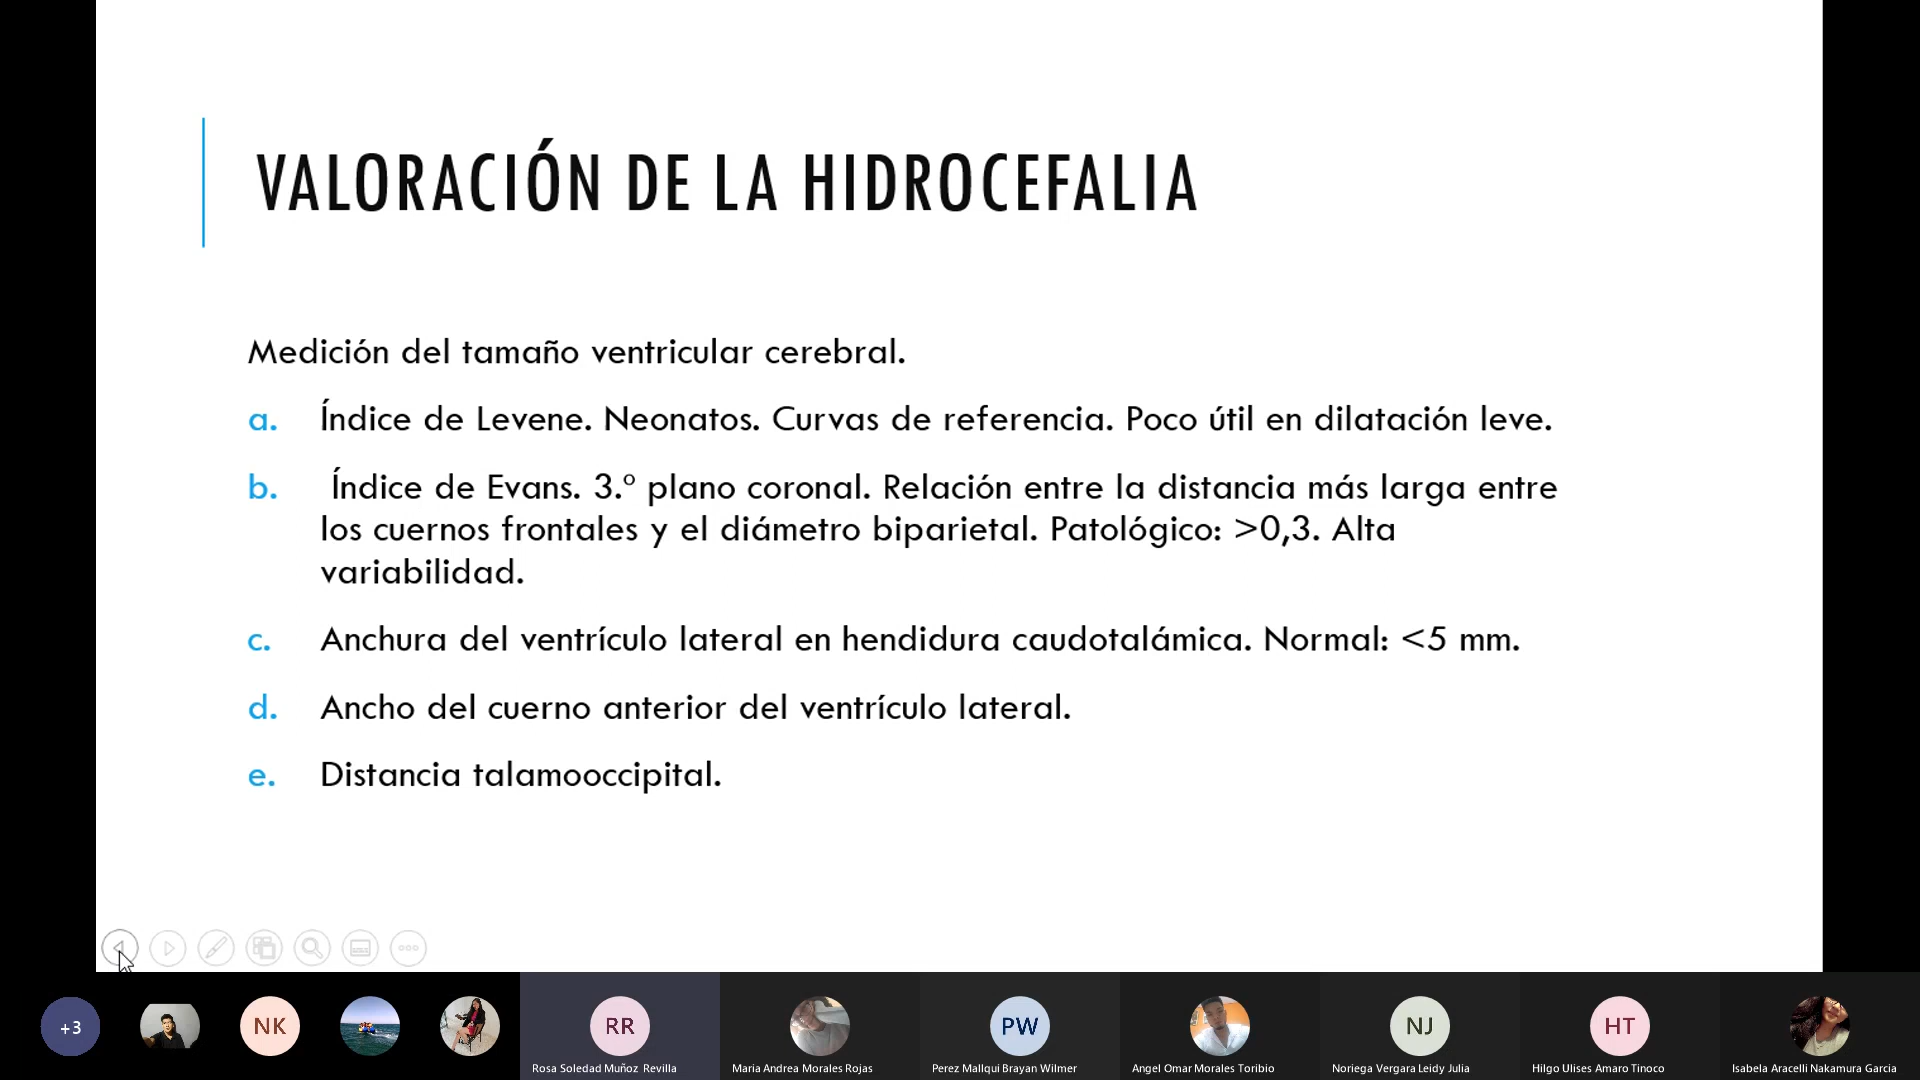 VALORACIÓN DE LA HIDROCEFALIA
Medición del tamaño ventricular cerebral.
a. Índice de Levene. Neonatos. Curvas de referencia. Poco útil en dilatación leve.
b. Índice de Evans. 3.º plano coronal. Relación entre la distancia más larga entre
los cuernos frontales y el diámetro biparietal. Patológico: >0,3. Alta
variabilidad.
c. Anchura del ventrículo lateral en hendidura caudotalámica. Normal: <5 mm.
d. Ancho del cuerno anterior del ventrículo lateral.
e. Distancia talamooccipital.
+3
NK
RR
PW
NJ
HT
Rosa Soledad Muñoz Revilla
Maria Andrea Morales Rojas
Perez Mallqui Brayan Wilmer
Angel Omar Morales Toribio
Noriega Vergara Leidy Julia
Hilgo Ulises Amaro Tinoco
Isabela Aracelli Nakamura Garcia